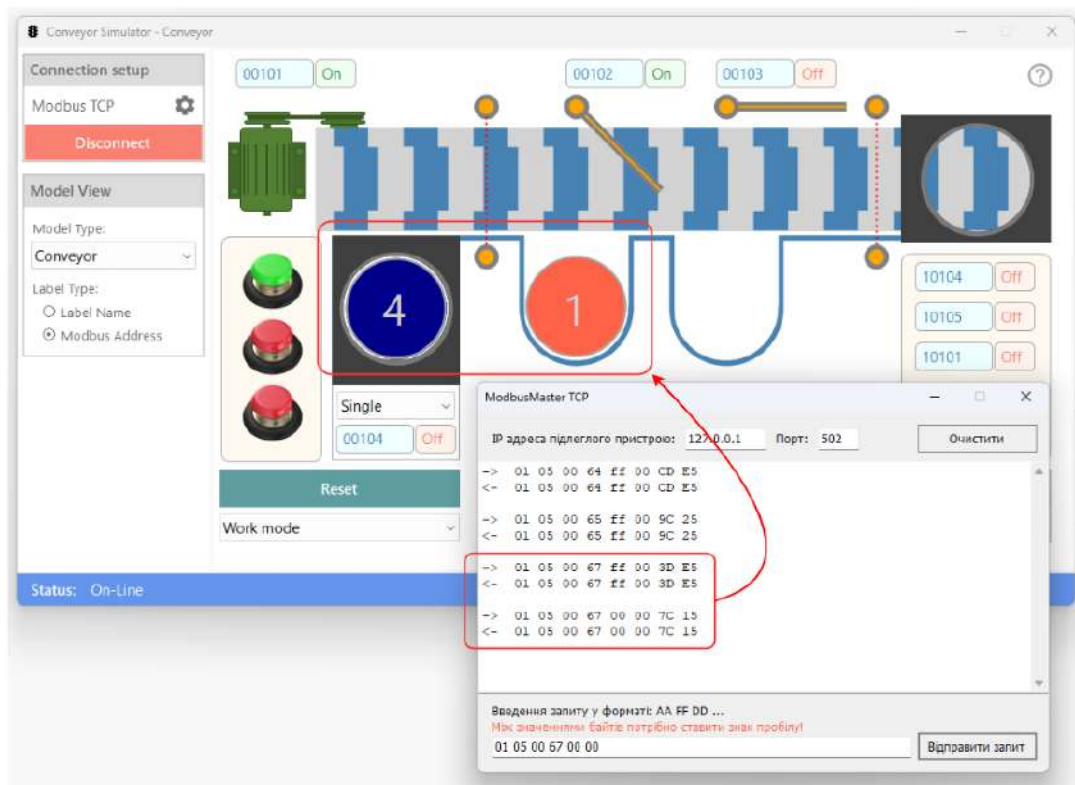 Conveyor Simulator - Conveyor
Connection setup
Modbus TCP
Disconnect
Model View
Model Type:
Conveyor
Label Type:
Label Name
Modbus Address
00101 On
00102 On
00103 Off
4
1
Single
00104 Off
Reset
Work mode
10104 Off
10105 Off
10101 Off
Status: On-Line
ModbusMaster TCP
IP адреса підлеглого пристрою: 127.0.0.1 Порт: 502 Очистити
-> 01 05 00 64 ff 00 CD E5
<- 01 05 00 64 ff 00 CD E5
-> 01 05 00 65 ff 00 9C 25
<- 01 05 00 65 ff 00 9C 25
-> 01 05 00 67 ff 00 3D E5
<- 01 05 00 67 ff 00 3D E5
-> 01 05 00 67 00 00 7C 15
<- 01 05 00 67 00 00 7C 15
Введення запиту у форматі: AA FF DD ...
Між значеннями байтів потрібно ставити знак пробілу!
01 05 00 67 00 00
Відправити запит